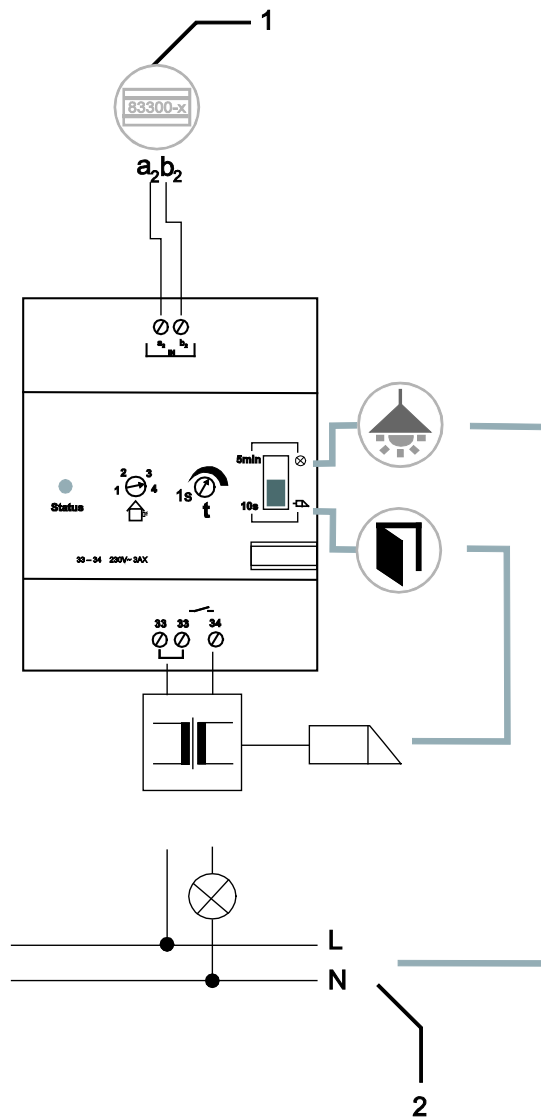 1
83300-x
a₂b₂
a₂ b₂
IN
5min
2 3
1 4
1s
t
10s
Status
33–34 230V~ 3AX
33 33 34
L
N
2